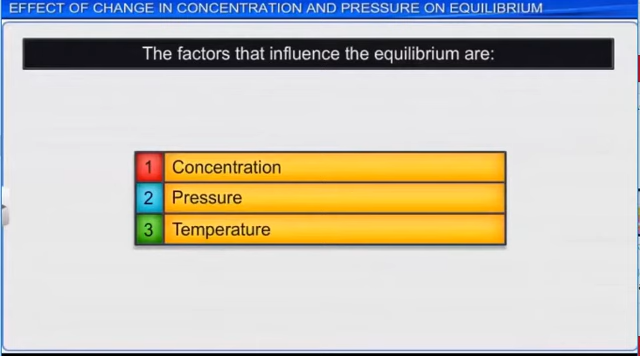 EFFECT OF CHANGE IN CONCENTRATION AND PRESSURE ON EQUILIBRIUM
The factors that influence the equilibrium are:
1 Concentration
2 Pressure
3 Temperature